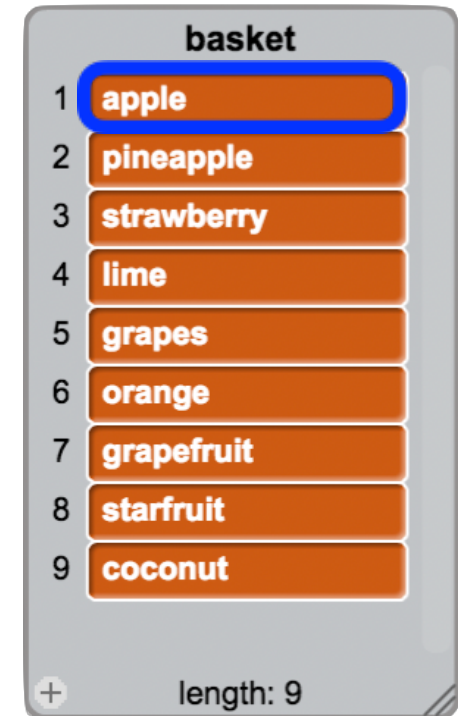 basket
1 apple
2 pineapple
3 strawberry
4 lime
5 grapes
6 orange
7 grapefruit
8 starfruit
9 coconut
+ length: 9